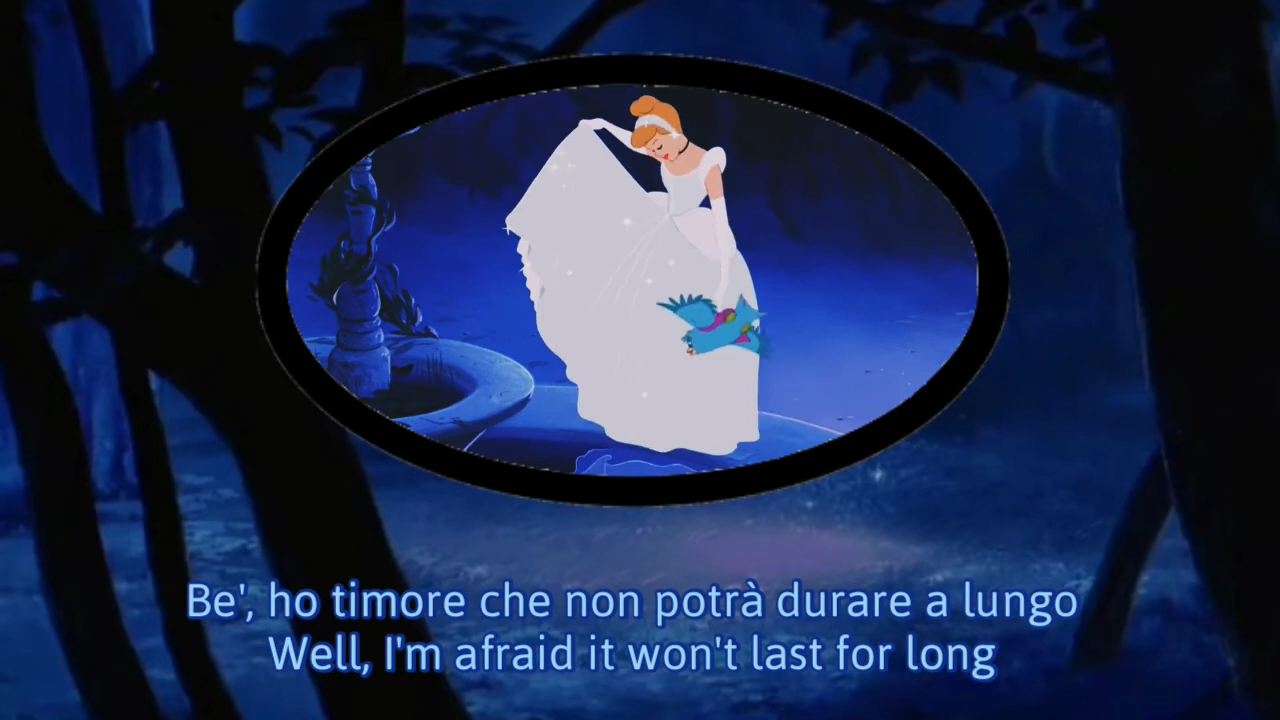 Be', ho timore che non potrà durare a lungo
Well, I'm afraid it won't last for long